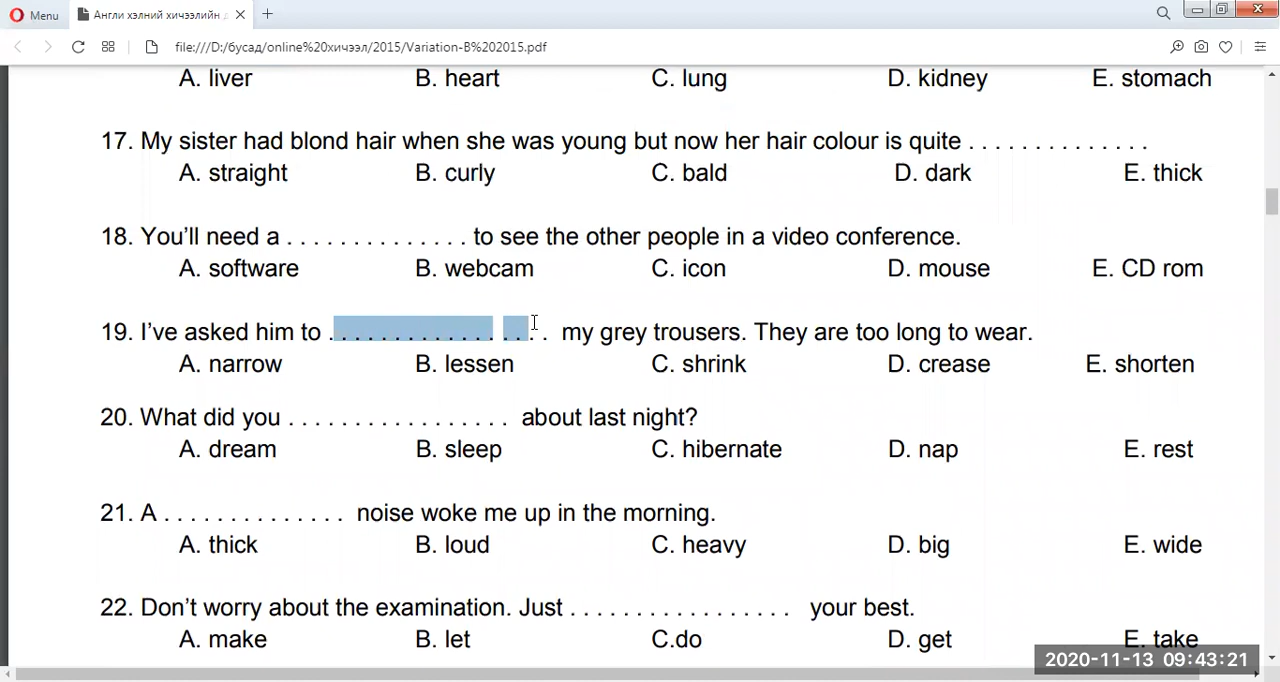 Menu
Англи хэлний хичээлийн
file:///D:/бусад/online%20хичээл/2015/Variation-B%202015.pdf
A. liver B. heart C. lung D. kidney E. stomach
17. My sister had blond hair when she was young but now her hair colour is quite . . . . . . . . . . . . . .
A. straight B. curly C. bald D. dark E. thick
18. You’ll need a . . . . . . . . . . . . . . to see the other people in a video conference.
A. software B. webcam C. icon D. mouse E. CD rom
19. I’ve asked him to . . . . . . . . . . . . . . . . . my grey trousers. They are too long to wear.
A. narrow B. lessen C. shrink D. crease E. shorten
20. What did you . . . . . . . . . . . . . . . . . about last night?
A. dream B. sleep C. hibernate D. nap E. rest
21. A . . . . . . . . . . . . . . noise woke me up in the morning.
A. thick B. loud C. heavy D. big E. wide
22. Don’t worry about the examination. Just . . . . . . . . . . . . . . . . . your best.
A. make B. let C.do D. get E. take
2020-11-13 09:43:21